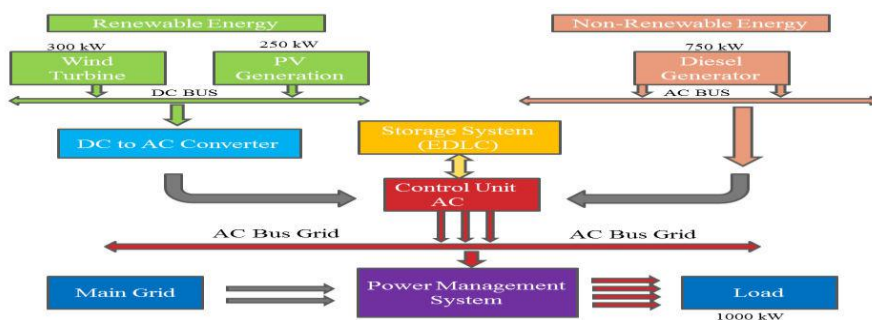 Renewable Energy
Non-Renewable Energy
300 kW
250 kW
750 kW
Wind
Turbine
PV
Generation
Diesel
Generator
DC BUS
AC BUS
DC to AC Converter
Storage System
(EDLC)
Control Unit
AC
AC Bus Grid
AC Bus Grid
Main Grid
Power Management
System
Load
1000 kW